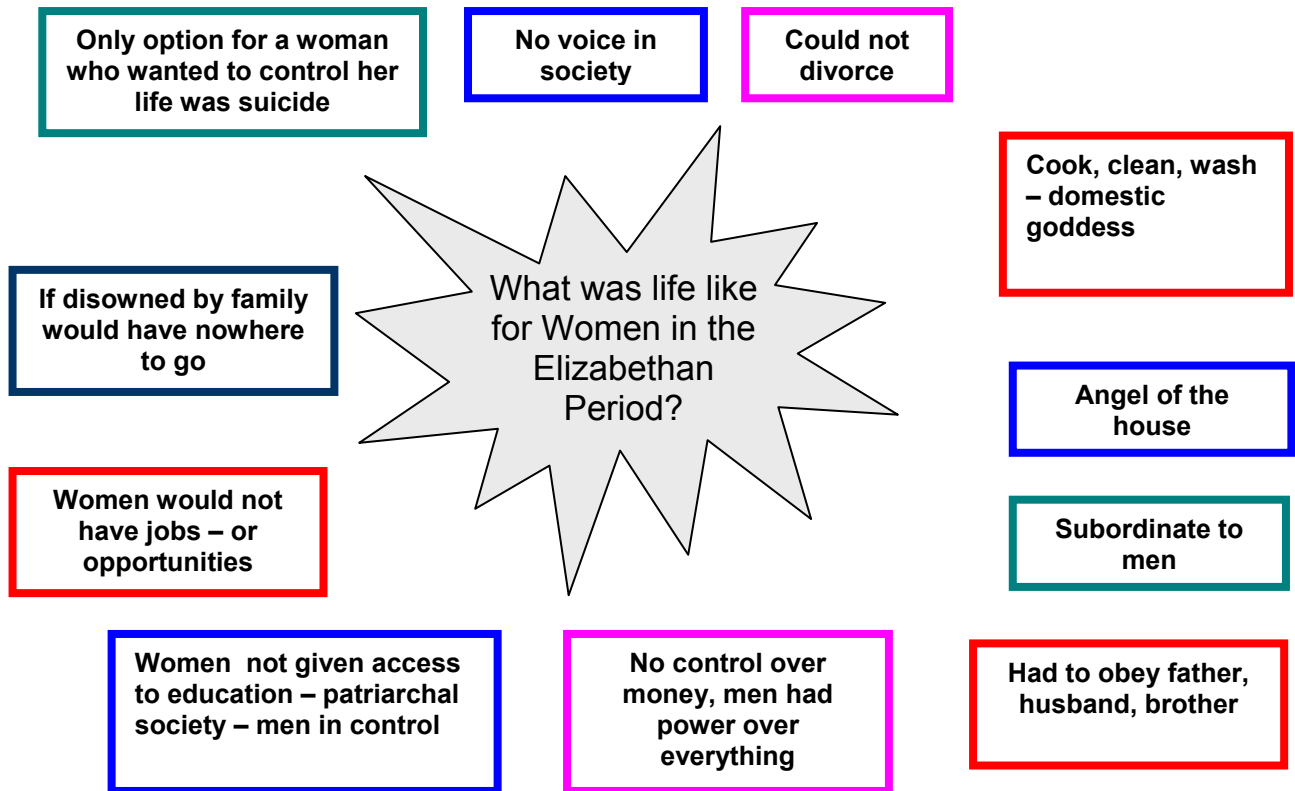 Only option for a woman
who wanted to control her
life was suicide
No voice in
society
Could not
divorce
Cook, clean, wash
– domestic
goddess
What was life like
for Women in the
Elizabethan
Period?
If disowned by family
would have nowhere
to go
Angel of the
house
Women would not
have jobs – or
opportunities
Subordinate to
men
Women not given access
to education – patriarchal
society – men in control
No control over
money, men had
power over
everything
Had to obey father,
husband, brother